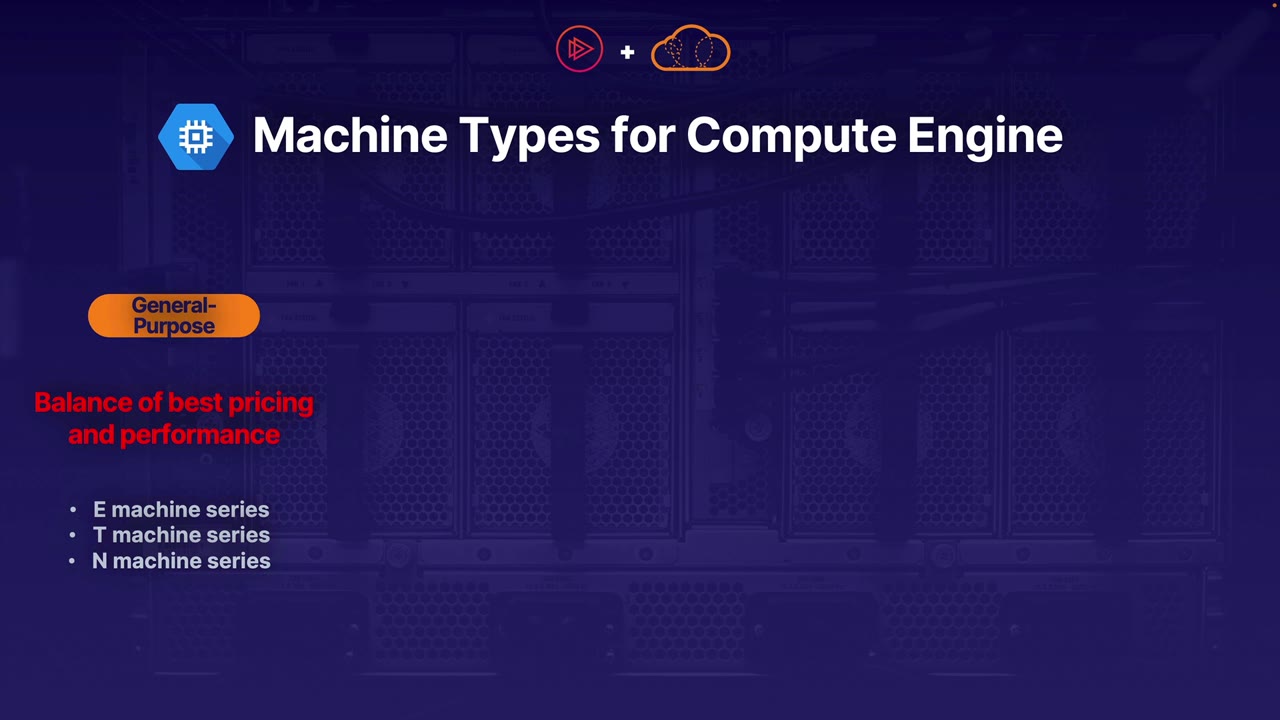 +
Machine Types for Compute Engine
General-
Purpose
Balance of best pricing
and performance
• E machine series
• T machine series
• N machine series